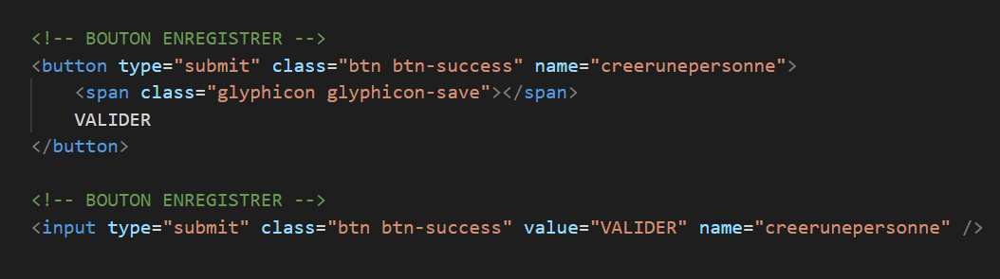 <!-- BOUTON ENREGISTRER -->
<button type="submit" class="btn btn-success" name="creerunepersonne">
    <span class="glyphicon glyphicon-save"></span>
    VALIDER
</button>

<!-- BOUTON ENREGISTRER -->
<input type="submit" class="btn btn-success" value="VALIDER" name="creerunepersonne" />